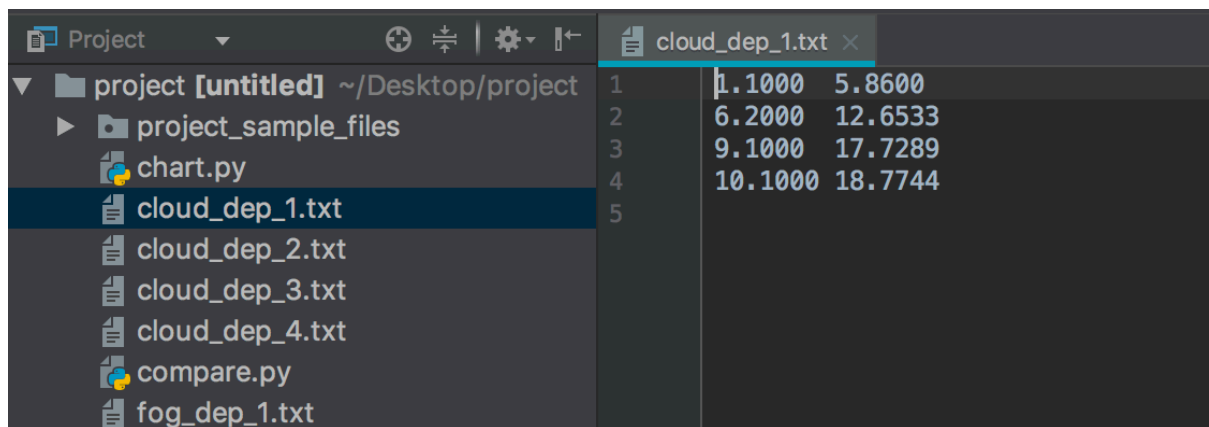 Project
project [untitled] ~/Desktop/project
project_sample_files
chart.py
cloud_dep_1.txt
cloud_dep_2.txt
cloud_dep_3.txt
cloud_dep_4.txt
compare.py
fog_dep_1.txt
cloud_dep_1.txt
1 1.1000 5.8600
2 6.2000 12.6533
3 9.1000 17.7289
4 10.1000 18.7744
5